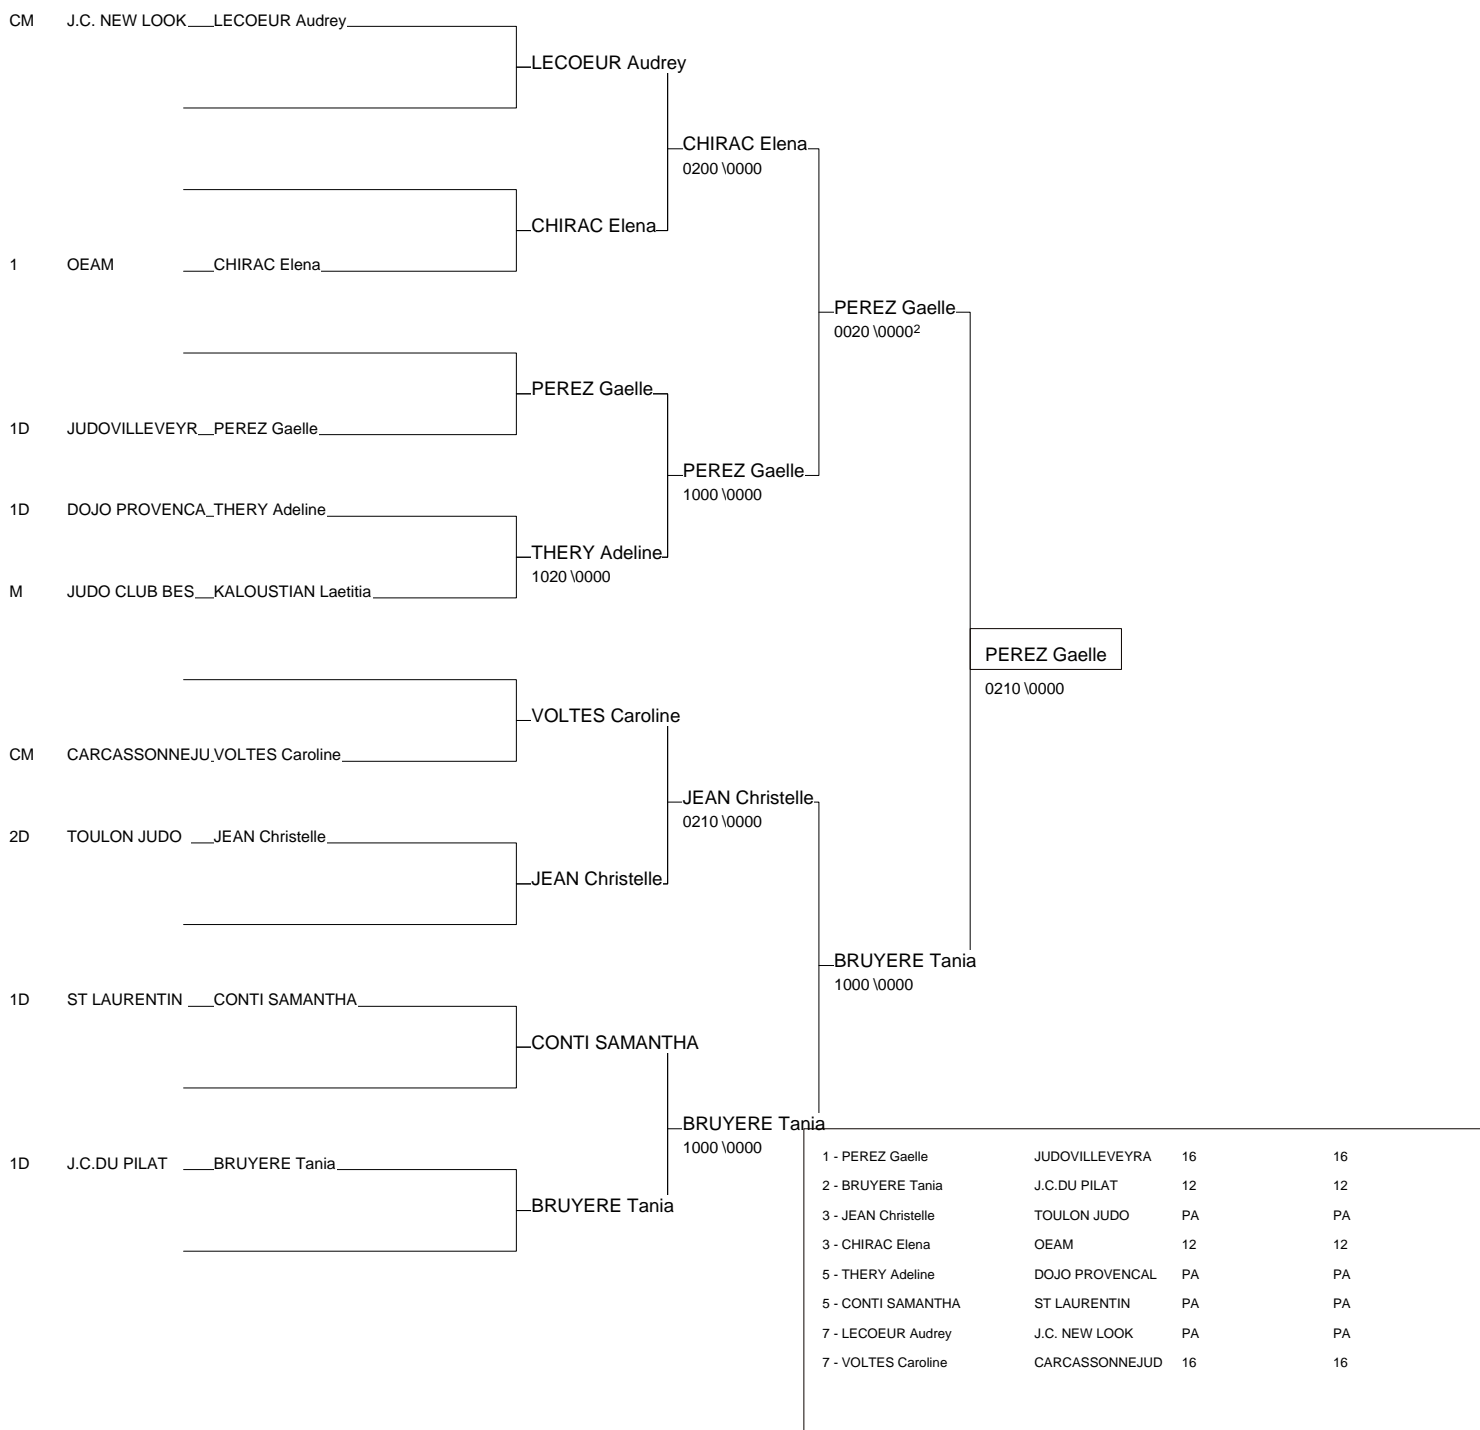 CM J.C. NEW LOOK LECOEUR Audrey
LECOEUR Audrey
CHIRAC Elena
0200 \0000
CHIRAC Elena
1 OEAM CHIRAC Elena
PEREZ Gaelle
0020 \0000²
PEREZ Gaelle
1D JUDOVILLEVEYR PEREZ Gaelle
PEREZ Gaelle
1000 \0000
1D DOJO PROVENCA THERY Adeline
THERY Adeline
1020 \0000
M JUDO CLUB BES KALOUSTIAN Laetitia
PEREZ Gaelle
0210 \0000
VOLTES Caroline
CM CARCASSONNEJU VOLTES Caroline
JEAN Christelle
0210 \0000
2D TOULON JUDO JEAN Christelle
JEAN Christelle
BRUYERE Tania
1000 \0000
1D ST LAURENTIN CONTI SAMANTHA
CONTI SAMANTHA
BRUYERE Tania
1000 \0000
1D J.C.DU PILAT BRUYERE Tania
BRUYERE Tania
1 - PEREZ Gaelle JUDOVILLEVEYRA 16 16
2 - BRUYERE Tania J.C.DU PILAT 12 12
3 - JEAN Christelle TOULON JUDO PA PA
3 - CHIRAC Elena OEAM 12 12
5 - THERY Adeline DOJO PROVENCAL PA PA
5 - CONTI SAMANTHA ST LAURENTIN PA PA
7 - LECOEUR Audrey J.C. NEW LOOK PA PA
7 - VOLTES Caroline CARCASSONNEJUD 16 16